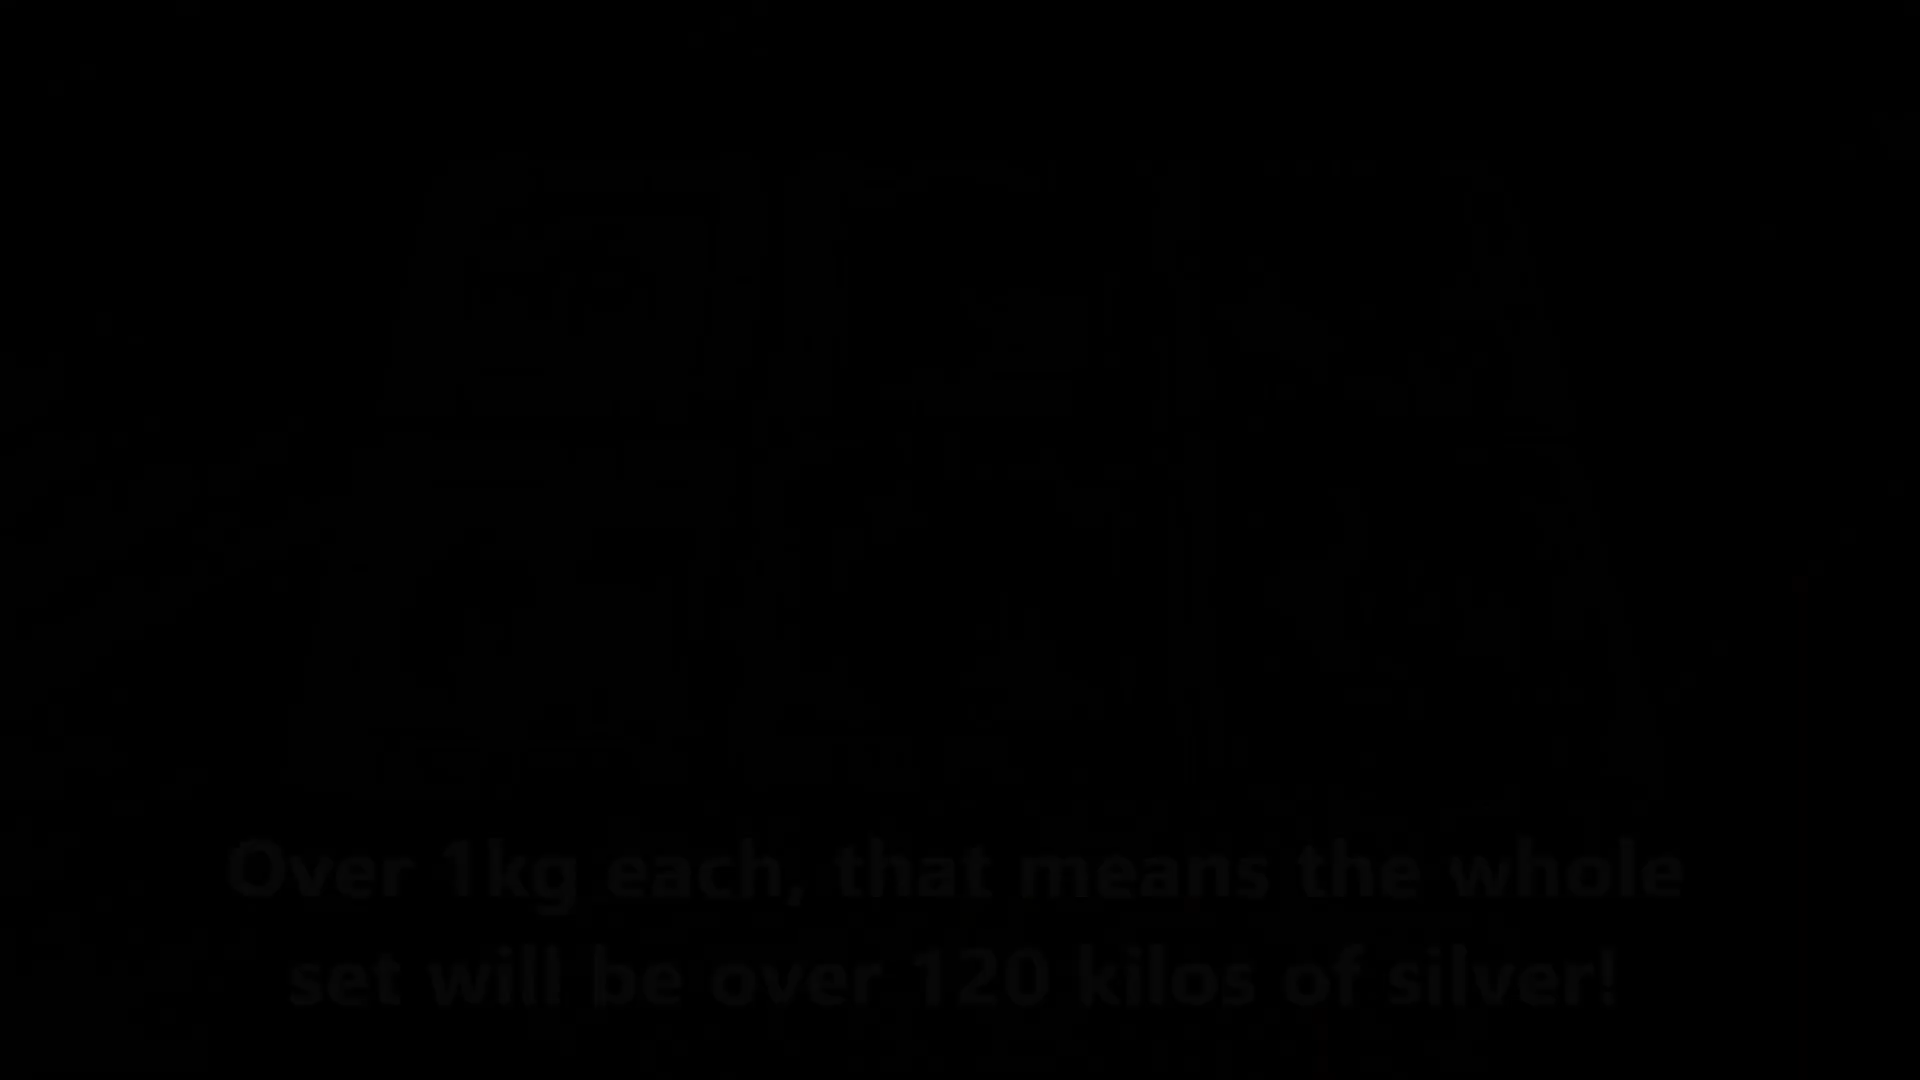 Over 1kg each, that means the whole
set will be over 120 kilos of silver!